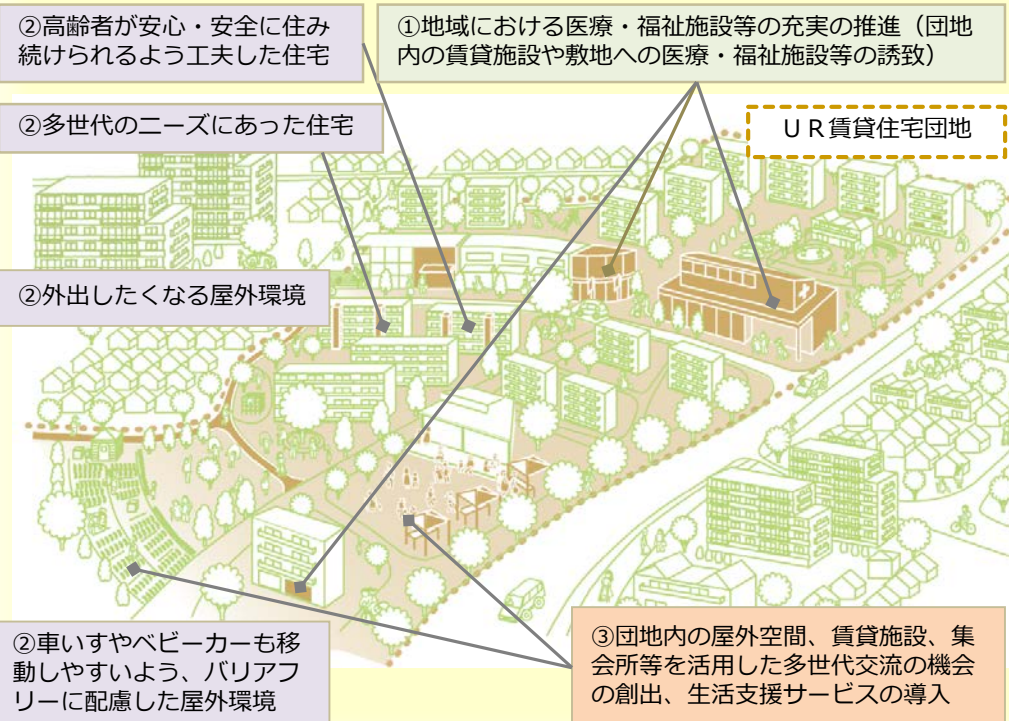 ②高齢者が安心・安全に住み
続けられるよう工夫した住宅
①地域における医療・福祉施設等の充実の推進（団地
内の賃貸施設や敷地への医療・福祉施設等の誘致）
②多世代のニーズにあった住宅
ＵＲ賃貸住宅団地
②外出したくなる屋外環境
②車いすやベビーカーも移
動しやすいよう、バリアフ
リーに配慮した屋外環境
③団地内の屋外空間、賃貸施設、集
会所等を活用した多世代交流の機会
の創出、生活支援サービスの導入